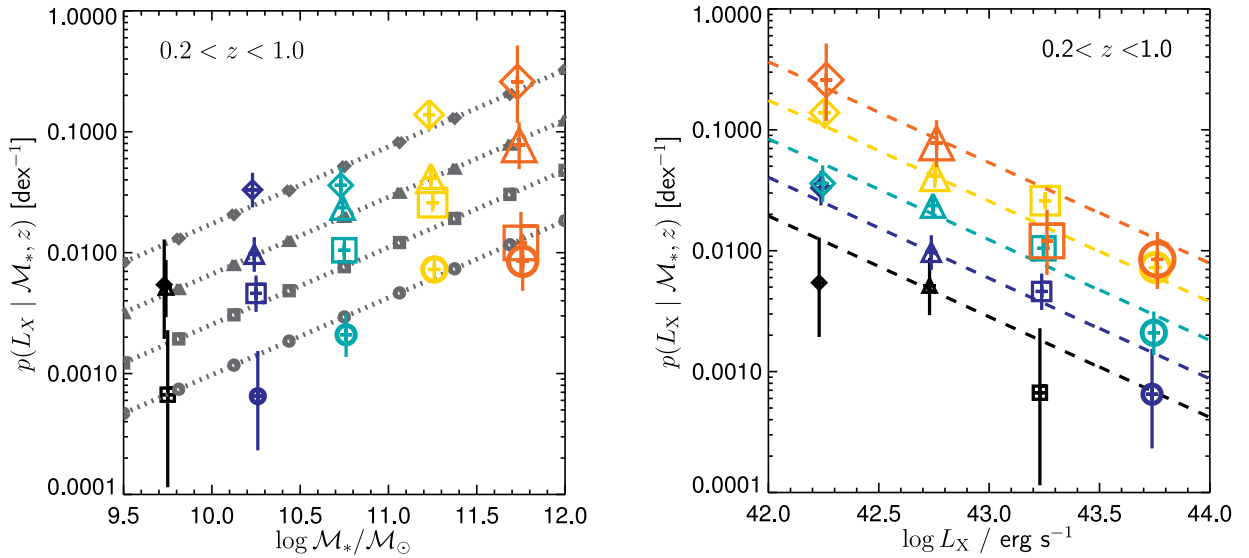 0.2 < z < 1.0
p(L_X | M_*, z) [dex⁻¹]
1.0000
0.1000
0.0100
0.0010
0.0001
9.5 10.0 10.5 11.0 11.5 12.0
log M_*/M_⊙
0.2< z <1.0
p(L_X | M_*, z) [dex⁻¹]
1.0000
0.1000
0.0100
0.0010
0.0001
42.0 42.5 43.0 43.5 44.0
log L_X / erg s⁻¹